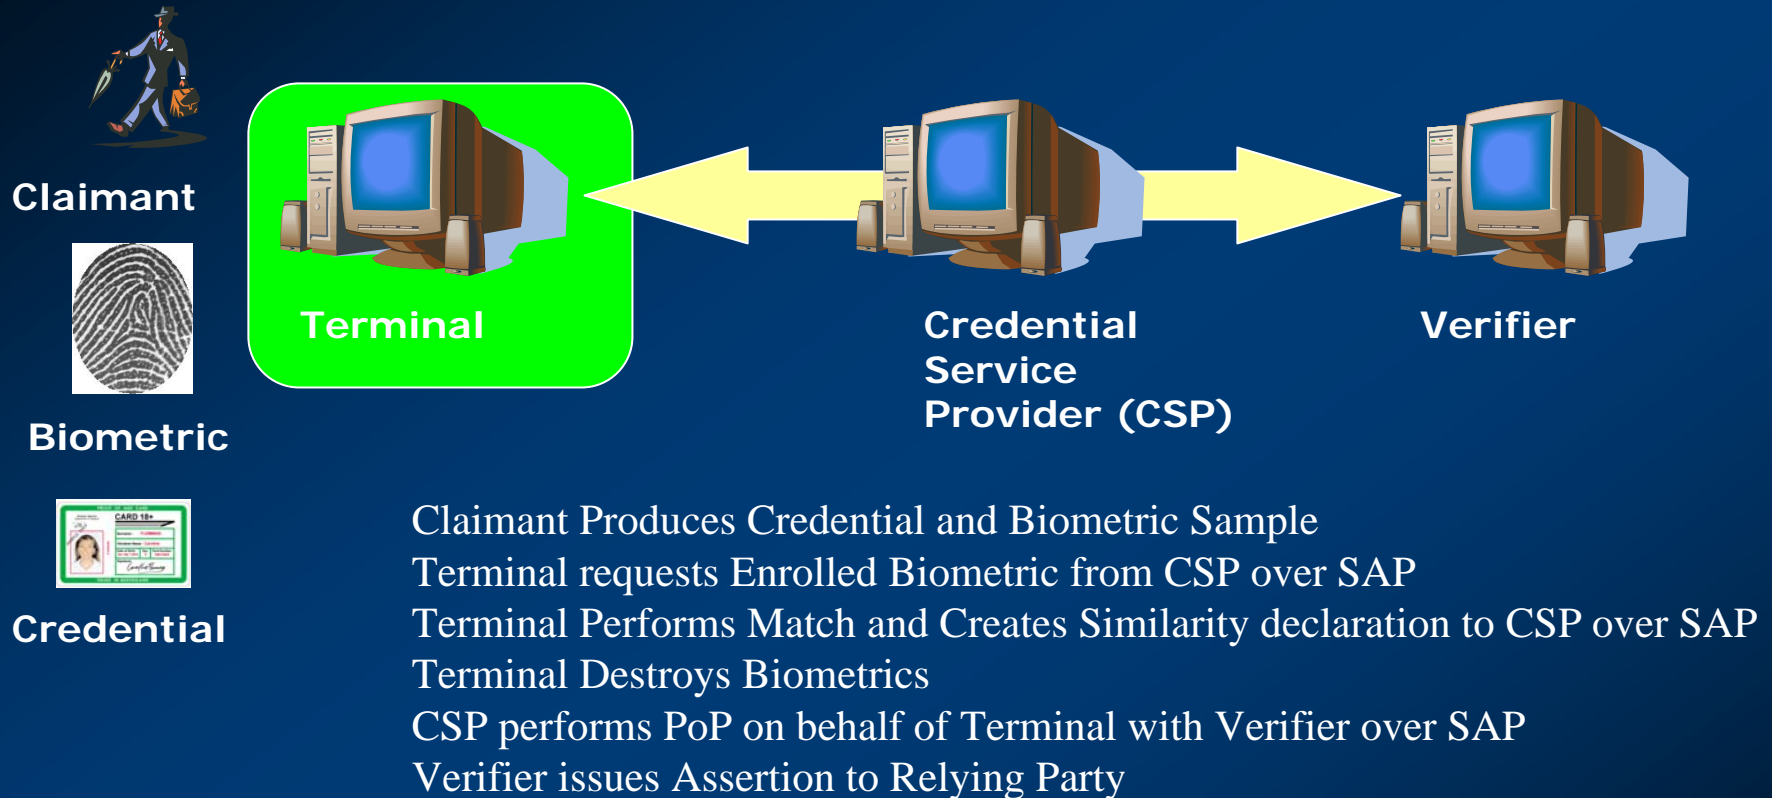 Claimant
Biometric
Credential
Terminal
Credential
Service
Provider (CSP)
Verifier
CARD 18+
Claimant Produces Credential and Biometric Sample
Terminal requests Enrolled Biometric from CSP over SAP
Terminal Performs Match and Creates Similarity declaration to CSP over SAP
Terminal Destroys Biometrics
CSP performs PoP on behalf of Terminal with Verifier over SAP
Verifier issues Assertion to Relying Party